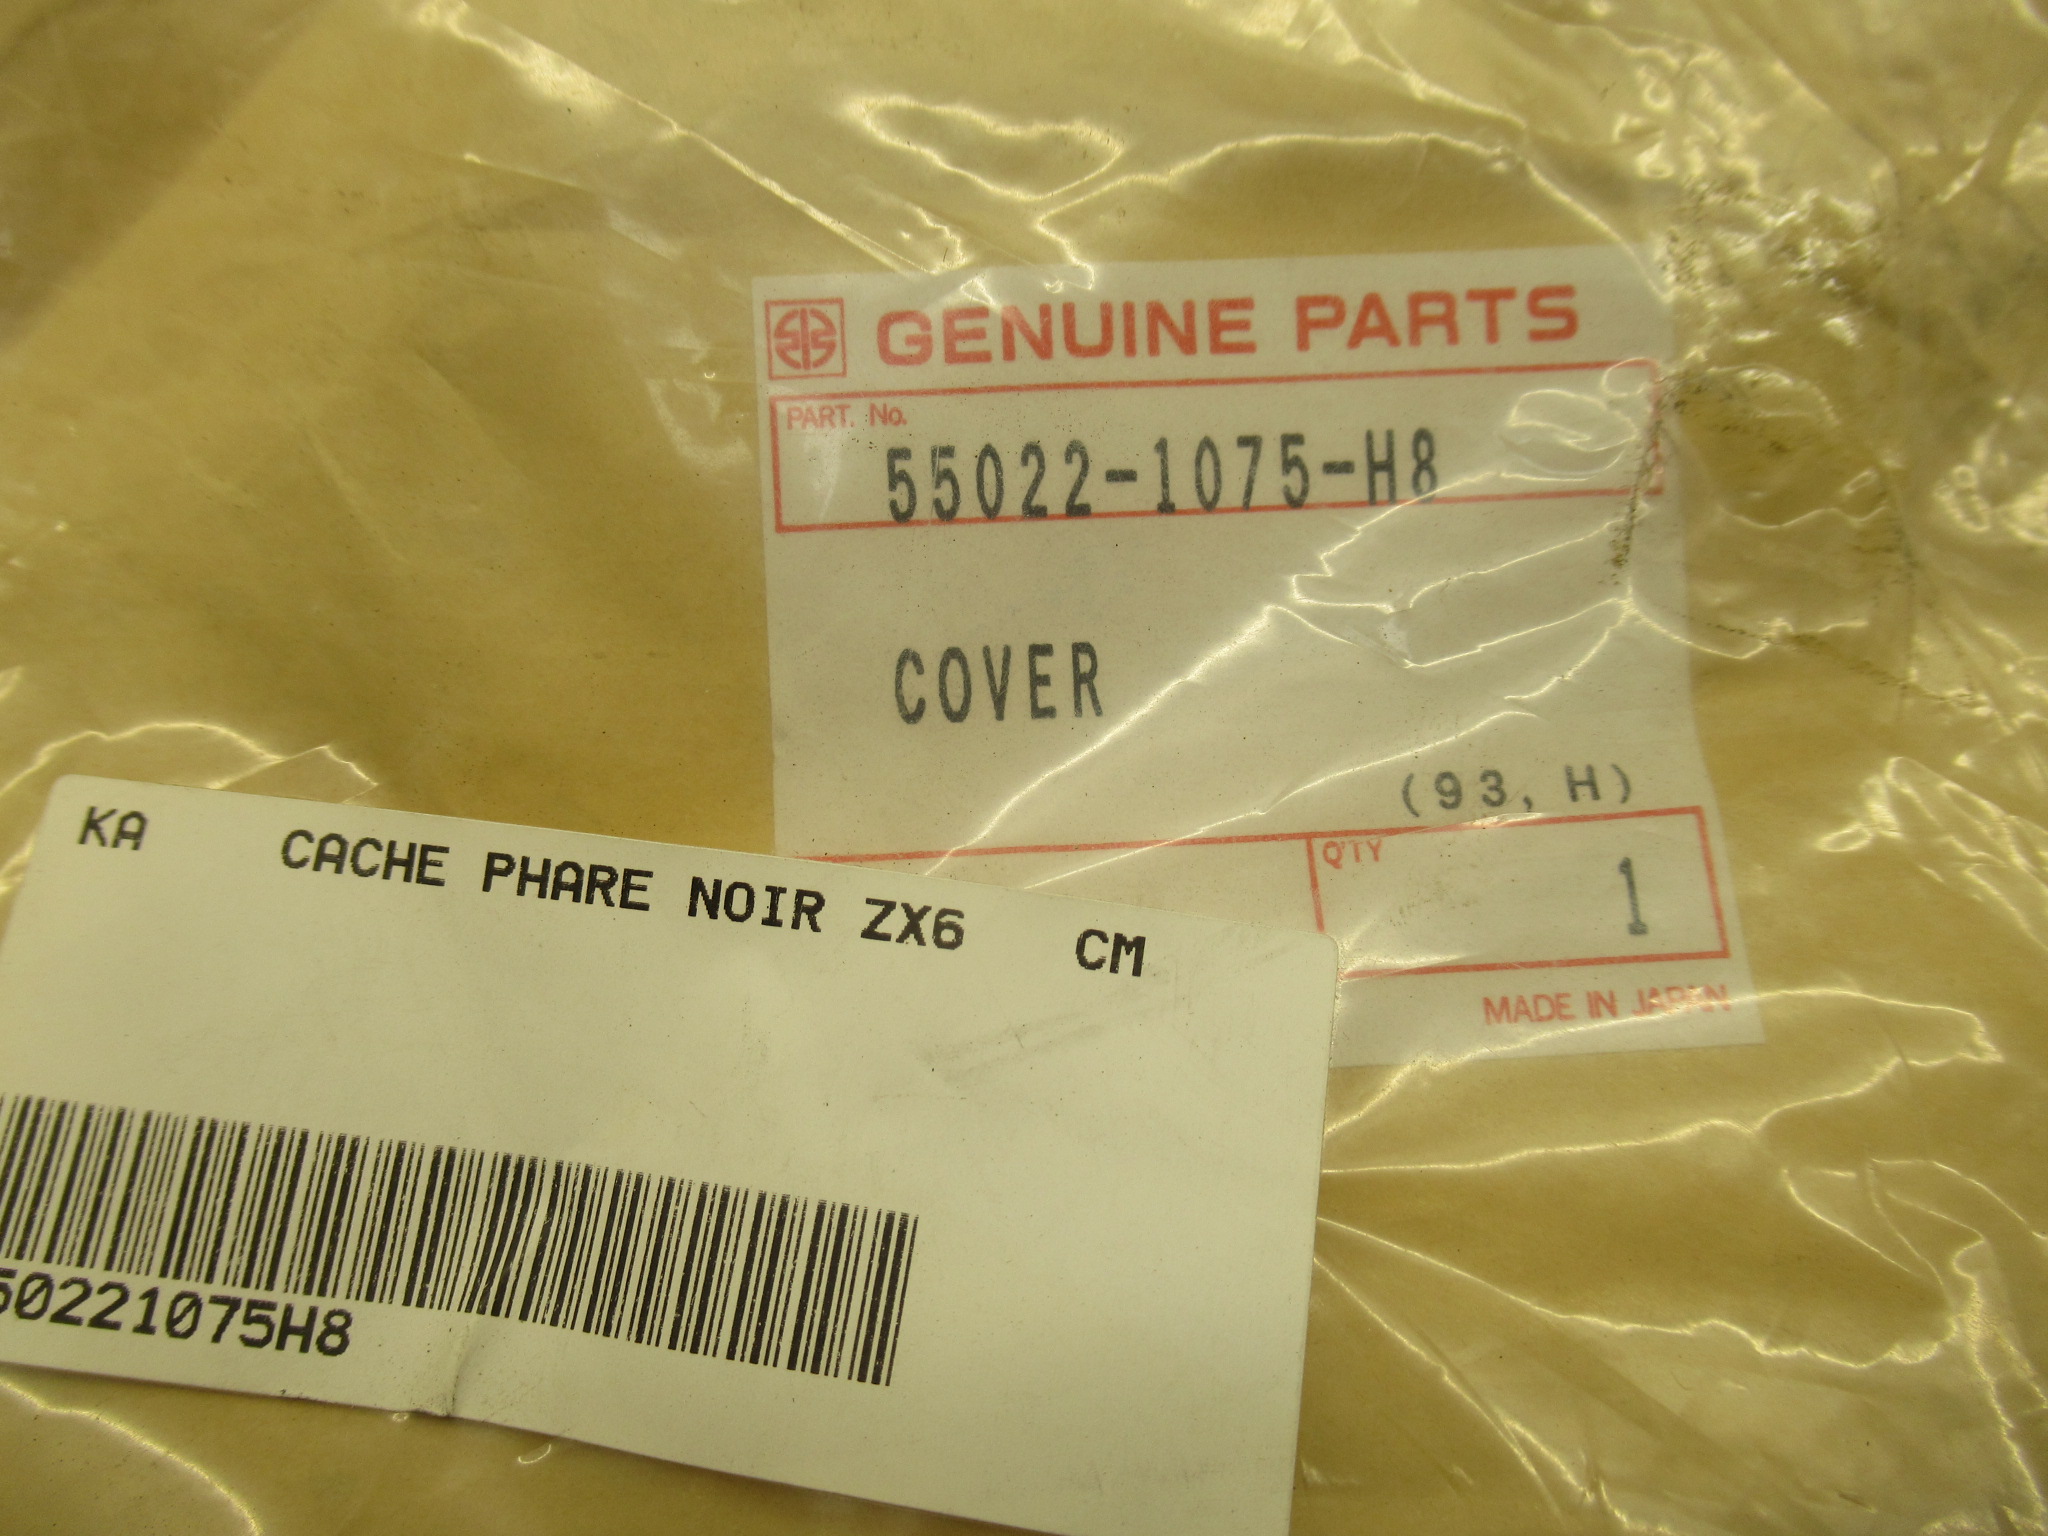 GENUINE PARTS
PART. No.
55022-1075-H8
COVER
(93, H)
Q'TY
1
MADE IN JAPAN
KA CACHE PHARE NOIR ZX6 CM
50221075H8